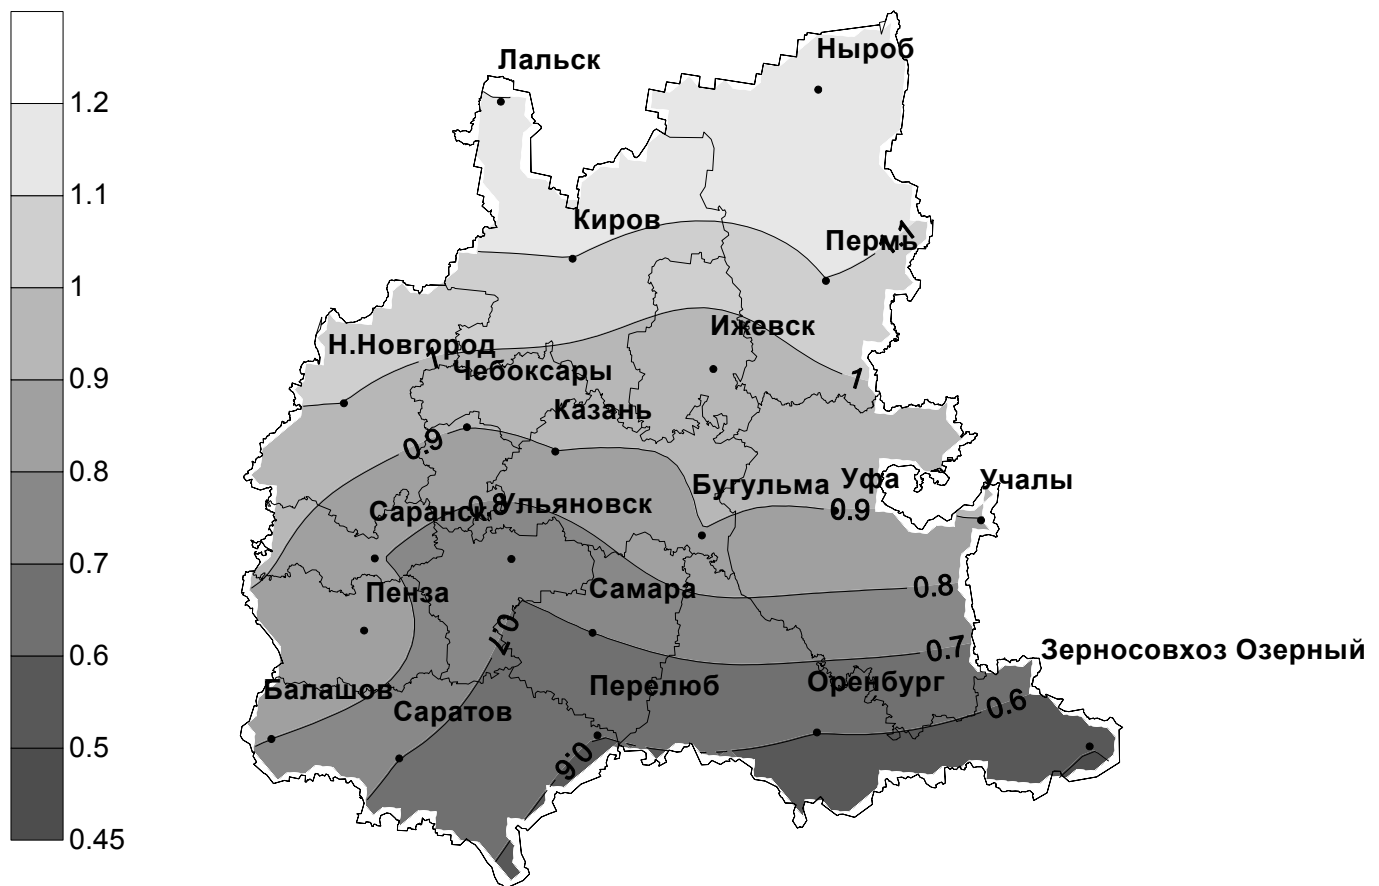 Ныроб
Лальск
1.2
1.1
Киров
Пермь
1.1
1
Ижевск
Н.Новгород
1
Чебоксары
1
0.9
Казань
0.9
0.8
Бугульма
Уфа
Учалы
Саранск
0.8
Ульяновск
0.9
0.7
Пенза
Самара
0.8
0.7
0.7
Зерносовхоз Озерный
0.6
Балашов
Перелюб
Оренбург
Саратов
0.6
0.5
0.6
0.45